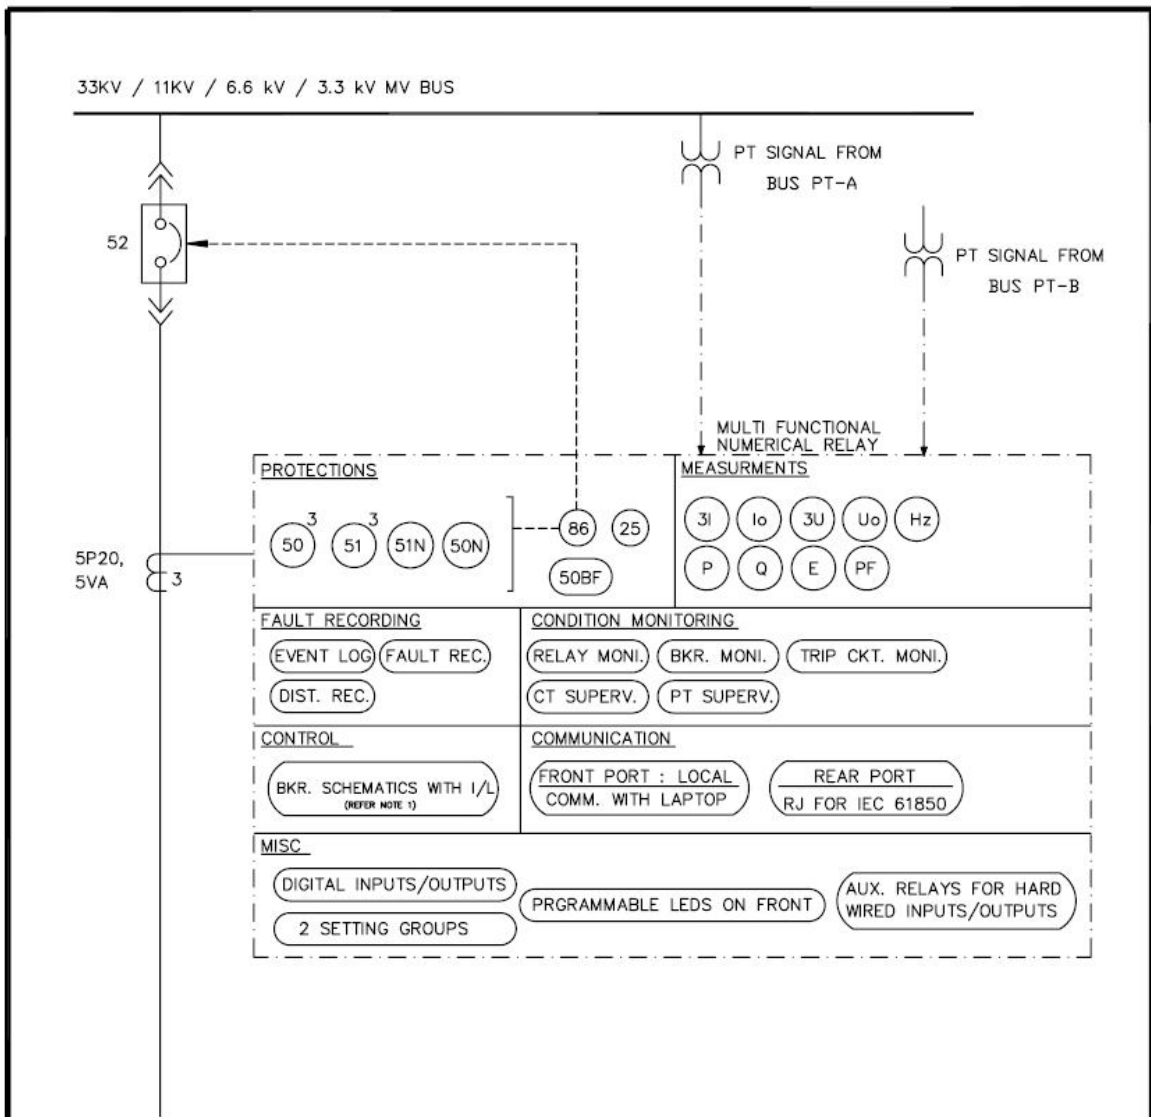 33KV / 11KV / 6.6 kV / 3.3 kV MV BUS
PT SIGNAL FROM
BUS PT-A
52
PT SIGNAL FROM
BUS PT-B
MULTI FUNCTIONAL
NUMERICAL RELAY
PROTECTIONS
MEASURMENTS
3 3
50 51 51N 50N 86 25
50BF
3I Io 3U Uo Hz
P Q E PF
5P20,
5VA
3
FAULT RECORDING
EVENT LOG FAULT REC.
DIST. REC.
CONDITION MONITORING
RELAY MONI. BKR. MONI. TRIP CKT. MONI.
CT SUPERV. PT SUPERV.
CONTROL
BKR. SCHEMATICS WITH I/L
(REFER NOTE 1)
COMMUNICATION
FRONT PORT : LOCAL
COMM. WITH LAPTOP
REAR PORT
RJ FOR IEC 61850
MISC
DIGITAL INPUTS/OUTPUTS
2 SETTING GROUPS
PRGRAMMABLE LEDS ON FRONT
AUX. RELAYS FOR HARD
WIRED INPUTS/OUTPUTS